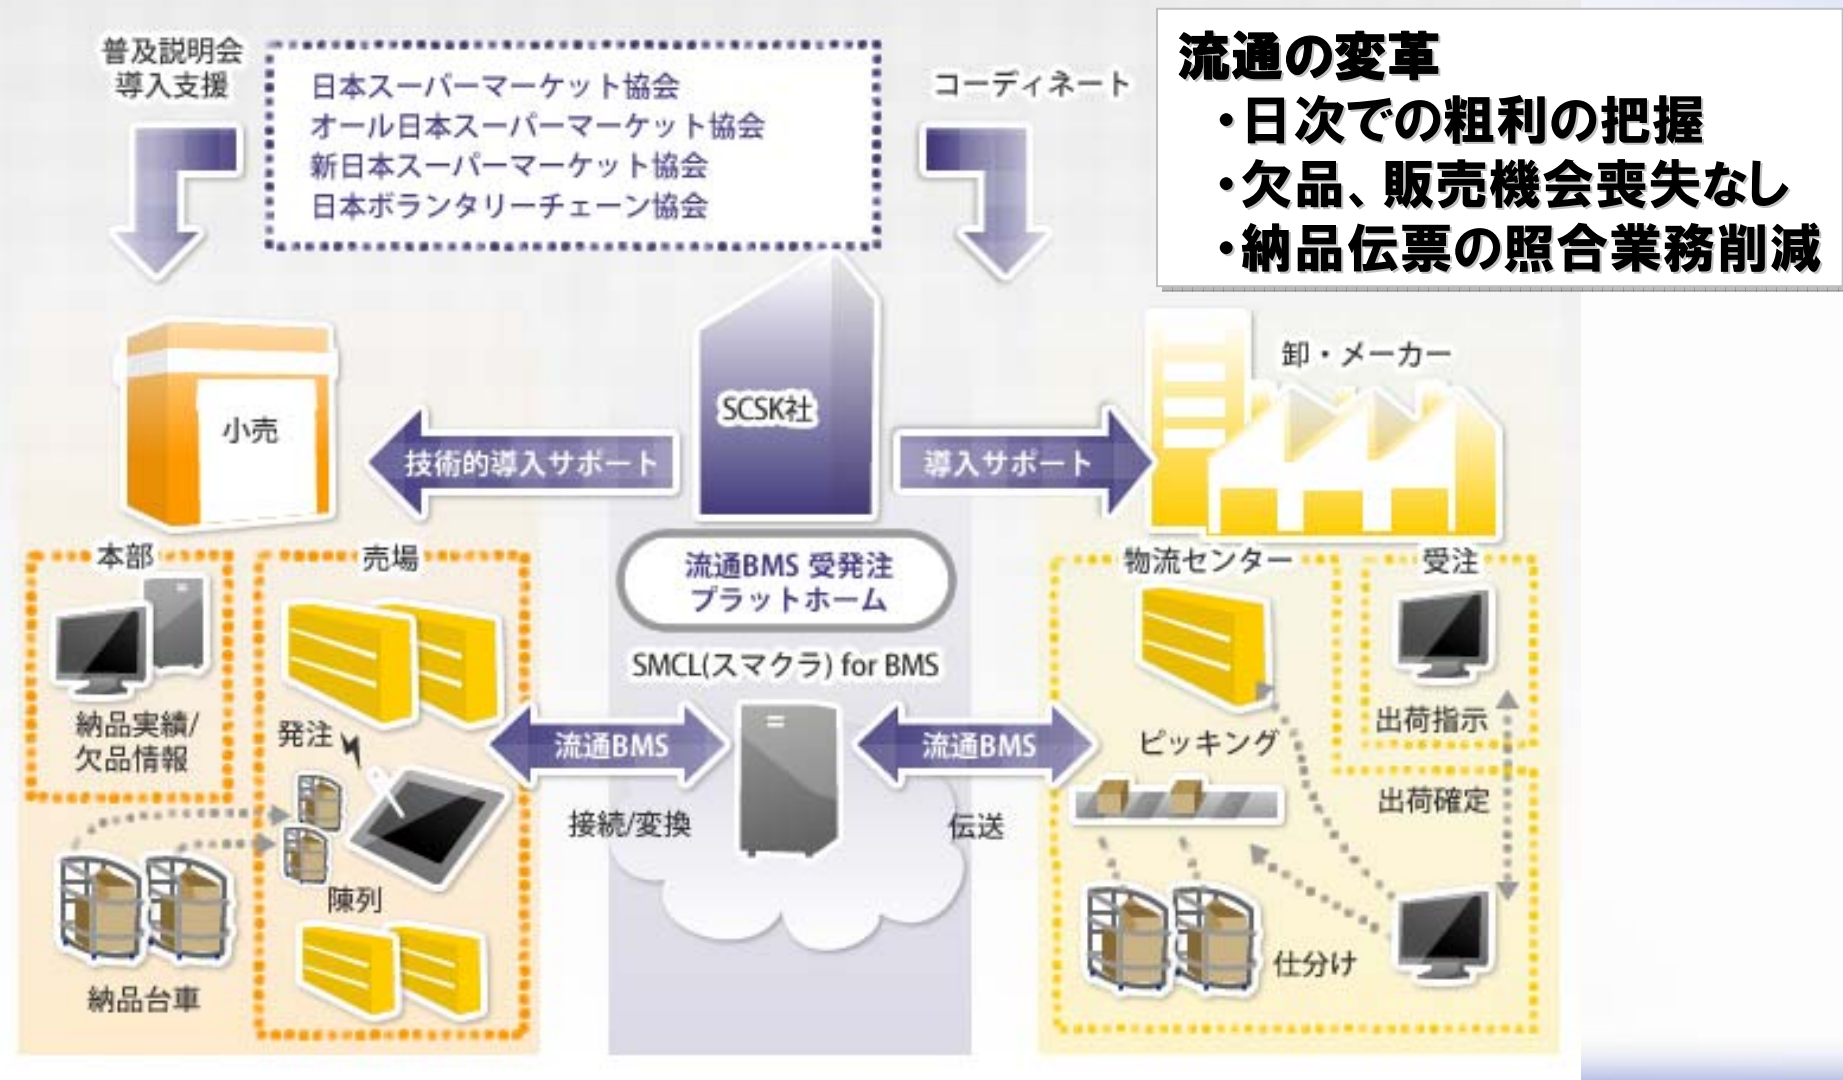 普及説明会
導入支援
日本スーパーマーケット協会
オール日本スーパーマーケット協会
新日本スーパーマーケット協会
日本ボランタリーチェーン協会
コーディネート
流通の変革
・日次での粗利の把握
・欠品、販売機会喪失なし
・納品伝票の照合業務削減
小売
技術的導入サポート
SCSK社
導入サポート
卸・メーカー
本部
売場
流通BMS 受発注
プラットホーム
物流センター
受注
SMCL(スマクラ) for BMS
納品実績/
欠品情報
発注
流通BMS
流通BMS
ピッキング
出荷指示
接続/変換
伝送
出荷確定
陳列
納品台車
仕分け